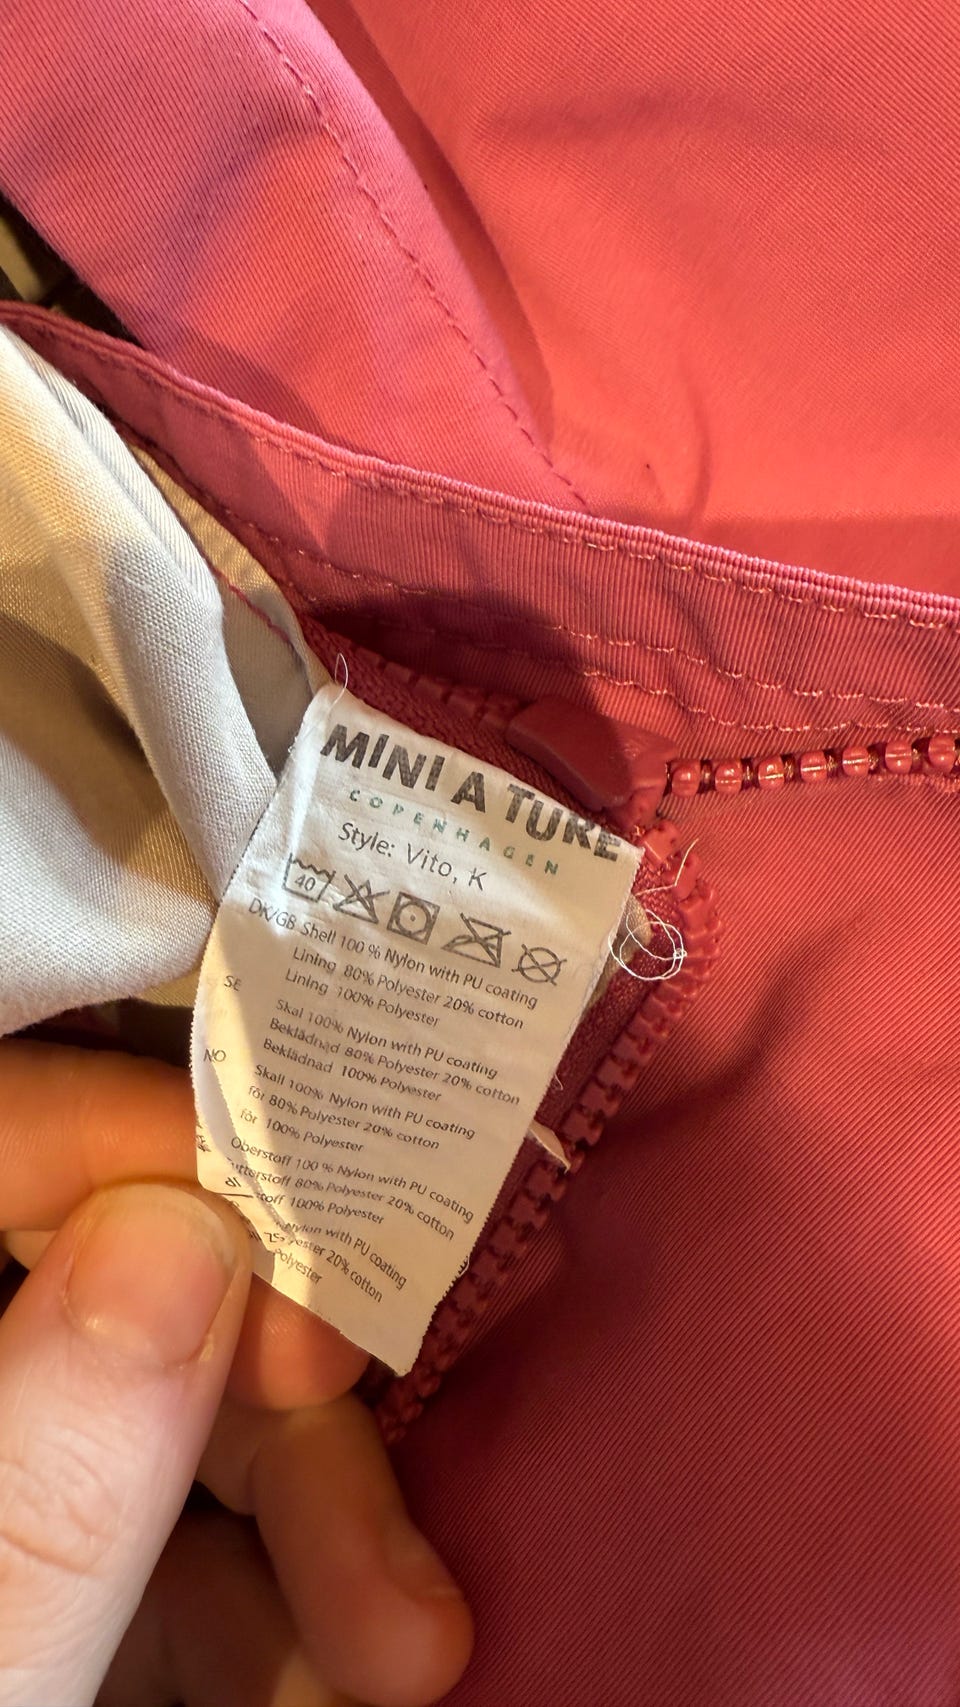 MINI A TURE
COPENHAGEN
Style: Vito, K
40
DK/GB Shell 100 % Nylon with PU coating
Lining 80% Polyester 20% cotton
Lining 100% Polyester
SE Skal 100% Nylon with PU coating
Beklädnad 80% Polyester 20% cotton
Beklädnad 100% Polyester
NO Skall 100% Nylon with PU coating
för 80% Polyester 20% cotton
för 100% Polyester
Oberstoff 100 % Nylon with PU coating
80% Polyester 20% cotton
100% Polyester
Nylon with PU coating
20% cotton
Polyester